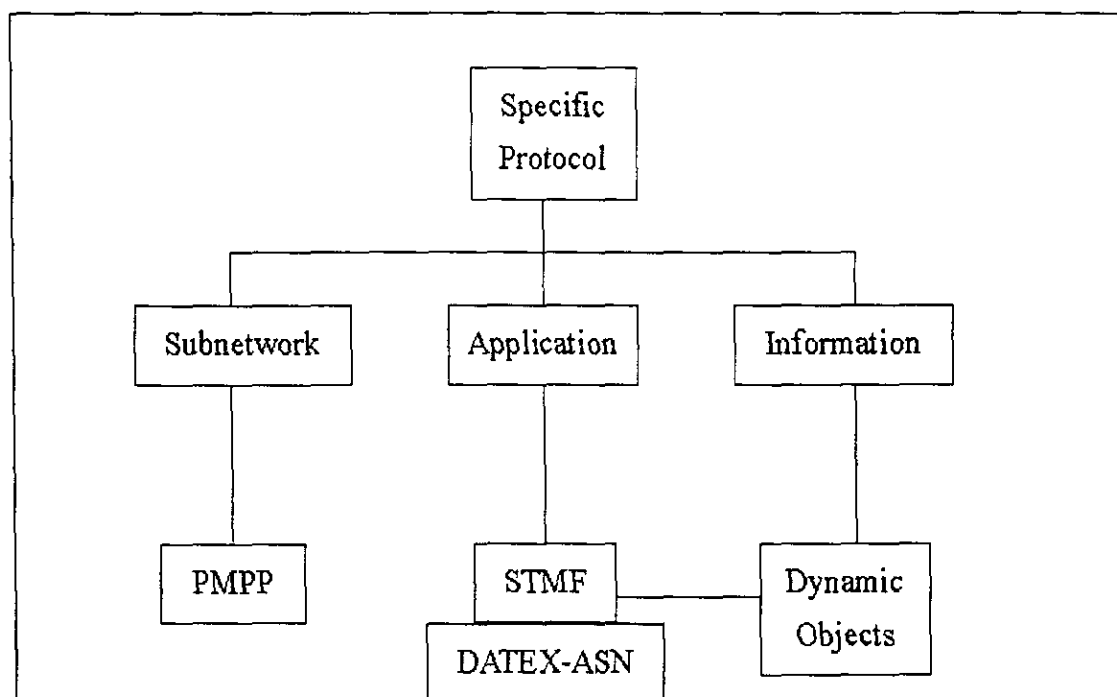 Specific
Protocol
Subnetwork
Application
Information
PMPP
STMF
Dynamic
Objects
DATEX-ASN